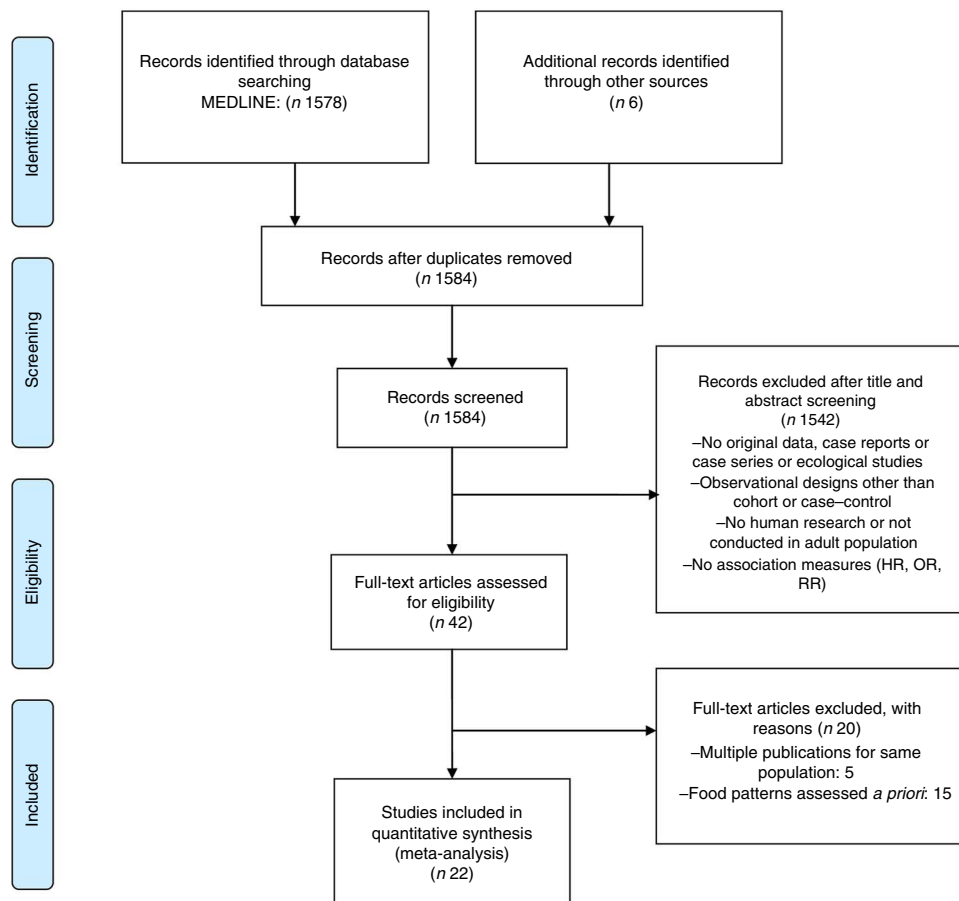 Identification
Records identified through database
searching
MEDLINE: (n 1578)
Additional records identified
through other sources
(n 6)
Screening
Records after duplicates removed
(n 1584)
Records screened
(n 1584)
Records excluded after title and
abstract screening
(n 1542)
–No original data, case reports or
case series or ecological studies
–Observational designs other than
cohort or case–control
–No human research or not
conducted in adult population
–No association measures (HR, OR,
RR)
Eligibility
Full-text articles assessed
for eligibility
(n 42)
Full-text articles excluded, with
reasons (n 20)
–Multiple publications for same
population: 5
–Food patterns assessed a priori: 15
Included
Studies included in
quantitative synthesis
(meta-analysis)
(n 22)